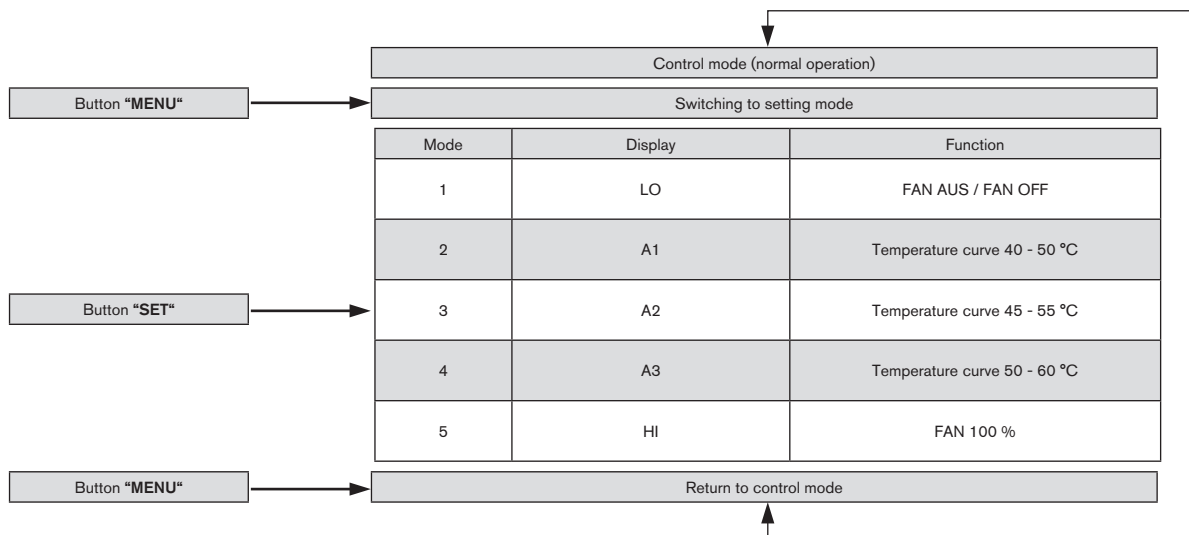 Control mode (normal operation)
Button “MENU“
Switching to setting mode
Mode Display Function
1 LO FAN AUS / FAN OFF
2 A1 Temperature curve 40 - 50 °C
Button “SET“
3 A2 Temperature curve 45 - 55 °C
4 A3 Temperature curve 50 - 60 °C
5 HI FAN 100 %
Button “MENU“
Return to control mode